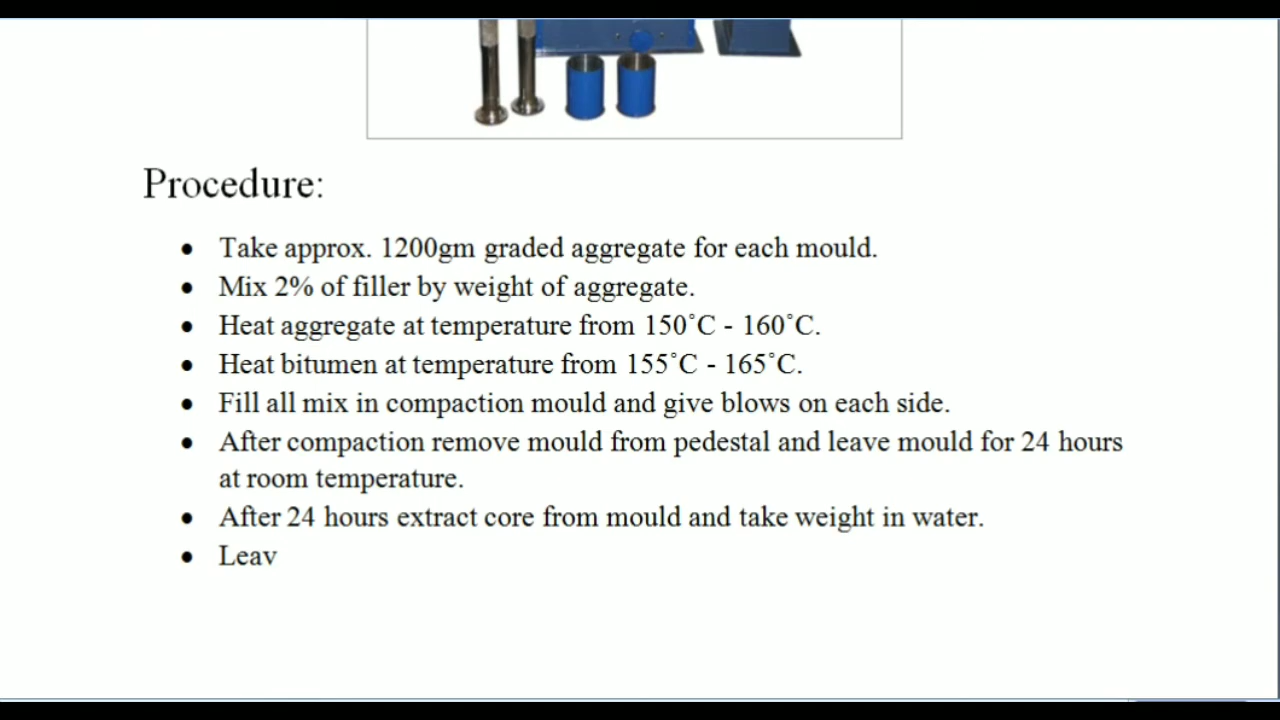 Procedure:
• Take approx. 1200gm graded aggregate for each mould.
• Mix 2% of filler by weight of aggregate.
• Heat aggregate at temperature from 150˚C - 160˚C.
• Heat bitumen at temperature from 155˚C - 165˚C.
• Fill all mix in compaction mould and give blows on each side.
• After compaction remove mould from pedestal and leave mould for 24 hours
at room temperature.
• After 24 hours extract core from mould and take weight in water.
• Leav